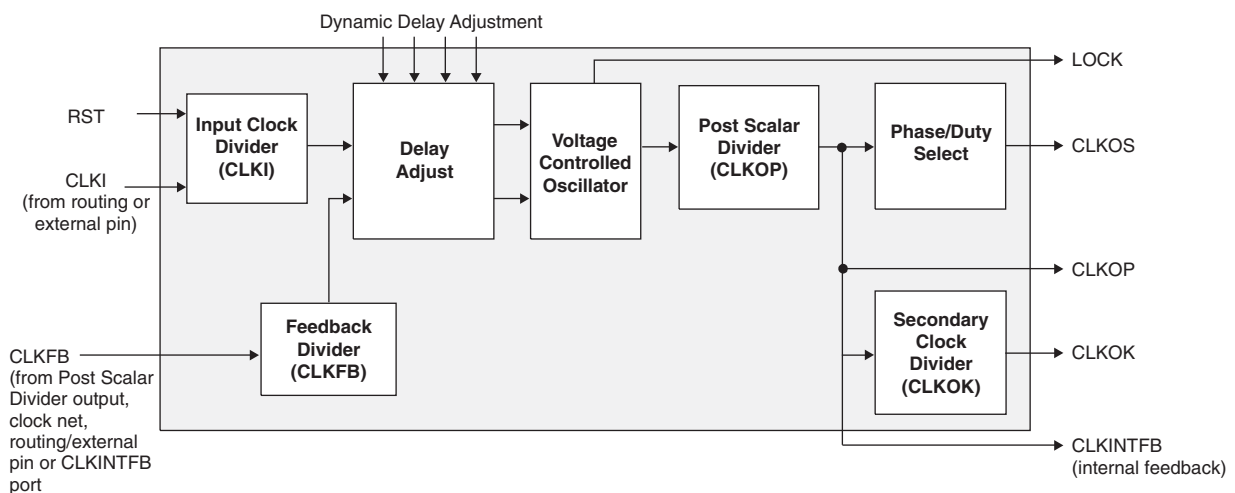 Dynamic Delay Adjustment
LOCK
RST
Input Clock
Divider
(CLKI)
Delay
Adjust
Voltage
Controlled
Oscillator
Post Scalar
Divider
(CLKOP)
Phase/Duty
Select
CLKOS
CLKI
(from routing or
external pin)
CLKOP
Feedback
Divider
(CLKFB)
Secondary
Clock
Divider
(CLKOK)
CLKOK
CLKFB
(from Post Scalar
Divider output,
clock net,
routing/external
pin or CLKINTFB
port
CLKINTFB
(internal feedback)